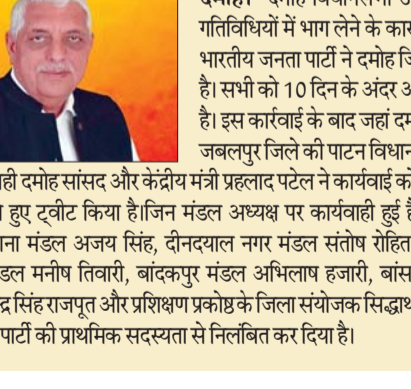 गतिविधियों में भाग लेने के कार
भारतीय जनता पार्टी ने दमोह जि
है। सभी को 10 दिन के अंदर अ
है। इस कार्रवाई के बाद जहां दम
जबलपुर जिले की पाटन विधान
ही दमोह सांसद और केंद्रीय मंत्री प्रहलाद पटेल ने कार्यवाई को
हुए ट्वीट किया है।जिन मंडल अध्यक्ष पर कार्यवाही हुई है
ाना मंडल अजय सिंह, दीनदयाल नगर मंडल संतोष रोहित
डल मनीष तिवारी, बांदकपुर मंडल अभिलाष हजारी, बांस
द्र सिंह राजपूत और प्रशिक्षण प्रकोष्ठ के जिला संयोजक सिद्धार्थ
पार्टी की प्राथमिक सदस्यता से निलंबित कर दिया है।